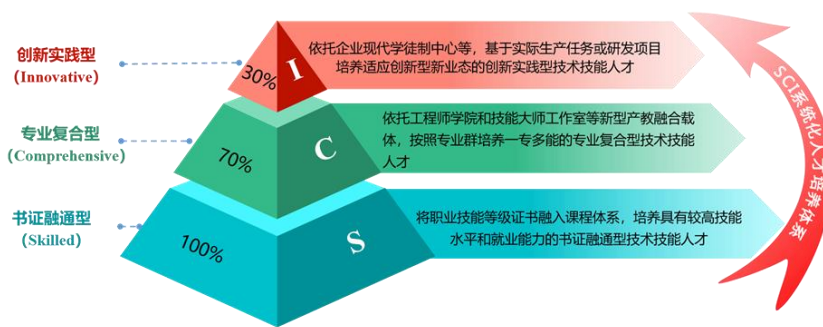 创新实践型
(Innovative)
30%
I
依托企业现代学徒制中心等，基于实际生产任务或研发项目
培养适应创新型新业态的创新实践型技术技能人才
专业复合型
(Comprehensive)
70%
C
依托工程师学院和技能大师工作室等新型产教融合载
体，按照专业群培养一专多能的专业复合型技术技能
人才
书证融通型
(Skilled)
100%
S
将职业技能等级证书融入课程体系，培养具有较高技能
水平和就业能力的书证融通型技术技能人才
SCI系统化人才培养体系